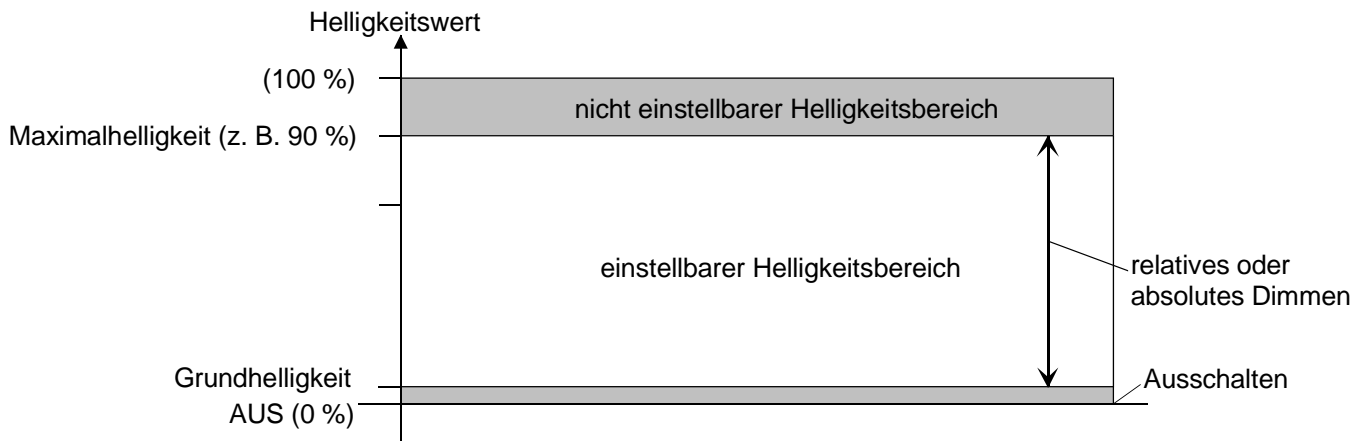 Helligkeitswert
(100 %)
nicht einstellbarer Helligkeitsbereich
Maximalhelligkeit (z. B. 90 %)
einstellbarer Helligkeitsbereich
relatives oder
absolutes Dimmen
Grundhelligkeit
Ausschalten
AUS (0 %)